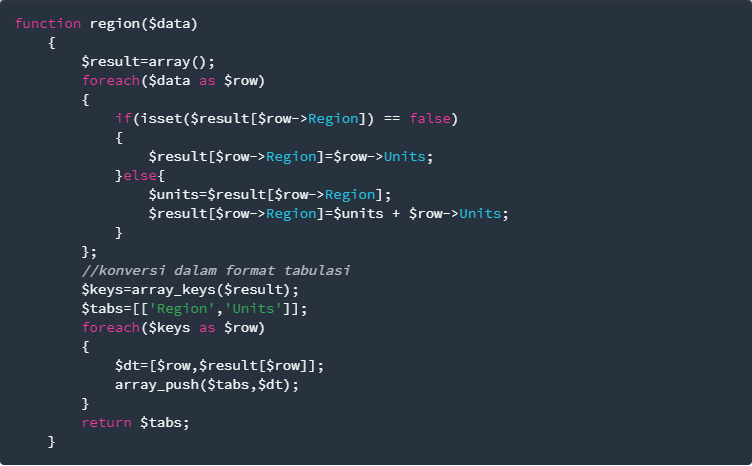 function region($data)
{
$result=array();
foreach($data as $row)
{
if(isset($result[$row->Region]) == false)
{
$result[$row->Region]=$row->Units;
}else{
$units=$result[$row->Region];
$result[$row->Region]=$units + $row->Units;
}
};
//konversi dalam format tabulasi
$keys=array_keys($result);
$tabs=[['Region','Units']];
foreach($keys as $row)
{
$dt=[$row,$result[$row]];
array_push($tabs,$dt);
}
return $tabs;
}